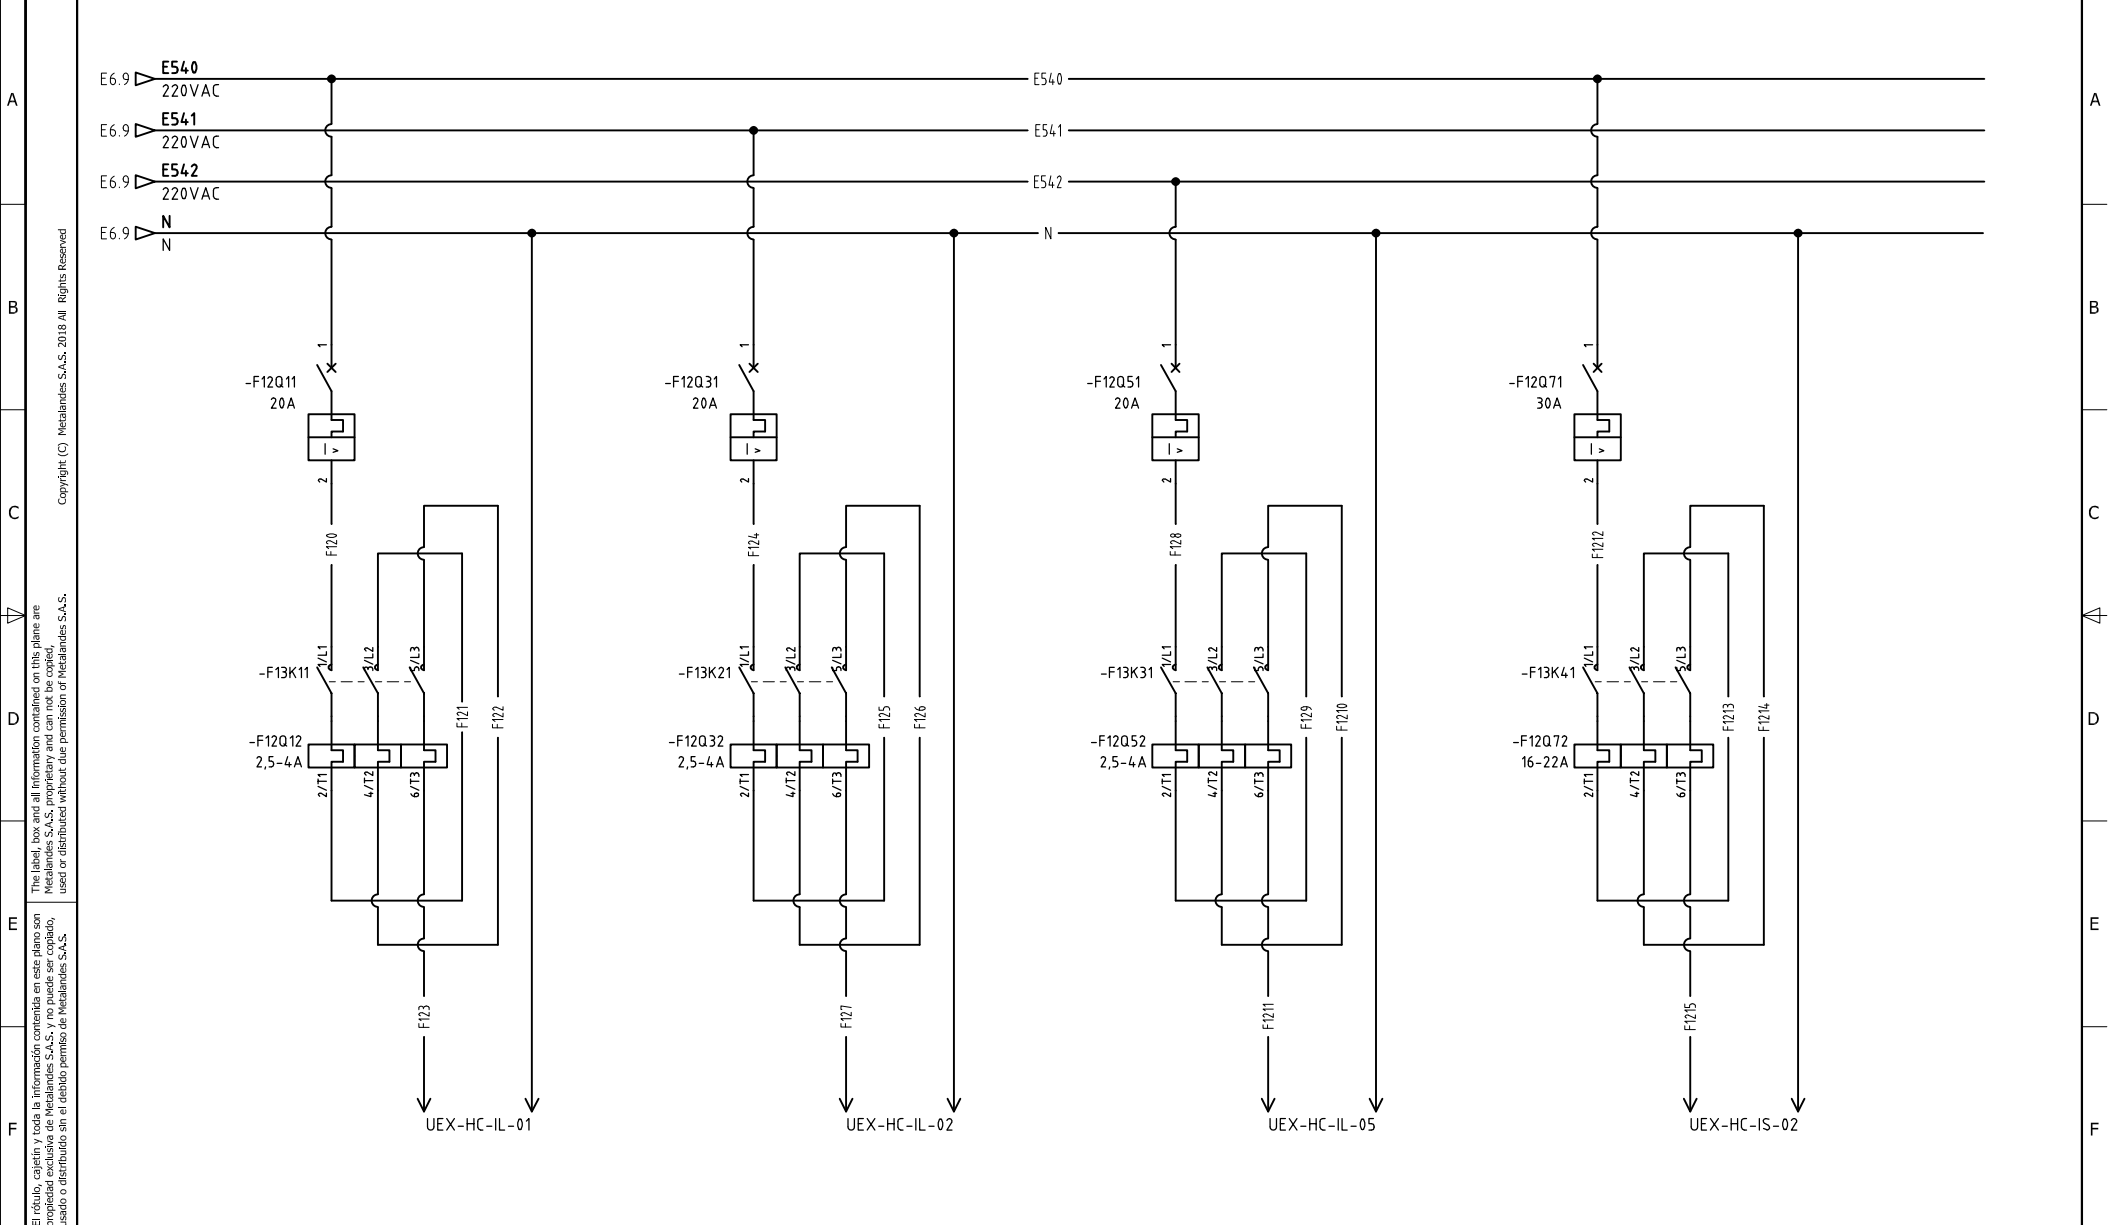 E6.9
E540
220VAC
E540
E6.9
E541
220VAC
E541
E6.9
E542
220VAC
E542
E6.9
N
N
N
A
B
C
D
E
F
A
B
C
D
E
F
1
-F12Q11
20A
I >
2
F120
1/L1
3/L2
5/L3
-F13K11
F121
F122
-F12Q12
2,5-4A
2/T1
4/T2
6/T3
F123
UEX-HC-IL-01
1
-F12Q31
20A
I >
2
F124
1/L1
3/L2
5/L3
-F13K21
F125
F126
-F12Q32
2,5-4A
2/T1
4/T2
6/T3
F127
UEX-HC-IL-02
1
-F12Q51
20A
I >
2
F128
1/L1
3/L2
5/L3
-F13K31
F129
F1210
-F12Q52
2,5-4A
2/T1
4/T2
6/T3
F1211
UEX-HC-IL-05
1
-F12Q71
30A
I >
2
F1212
1/L1
3/L2
5/L3
-F13K41
F1213
F1214
-F12Q72
16-22A
2/T1
4/T2
6/T3
F1215
UEX-HC-IS-02
The label, box and all information contained on this plane are
Metalandes S.A.S. proprietary and can not be copied,
used or distributed without due permission of Metalandes S.A.S.
Copyright (C) Metalandes S.A.S. 2018 All Rights Reserved
El rótulo, cajetín y toda la información contenida en este plano son
propiedad exclusiva de Metalandes S.A.S. y no puede ser copiado,
usado o distribuido sin el debido permiso de Metalandes S.A.S.